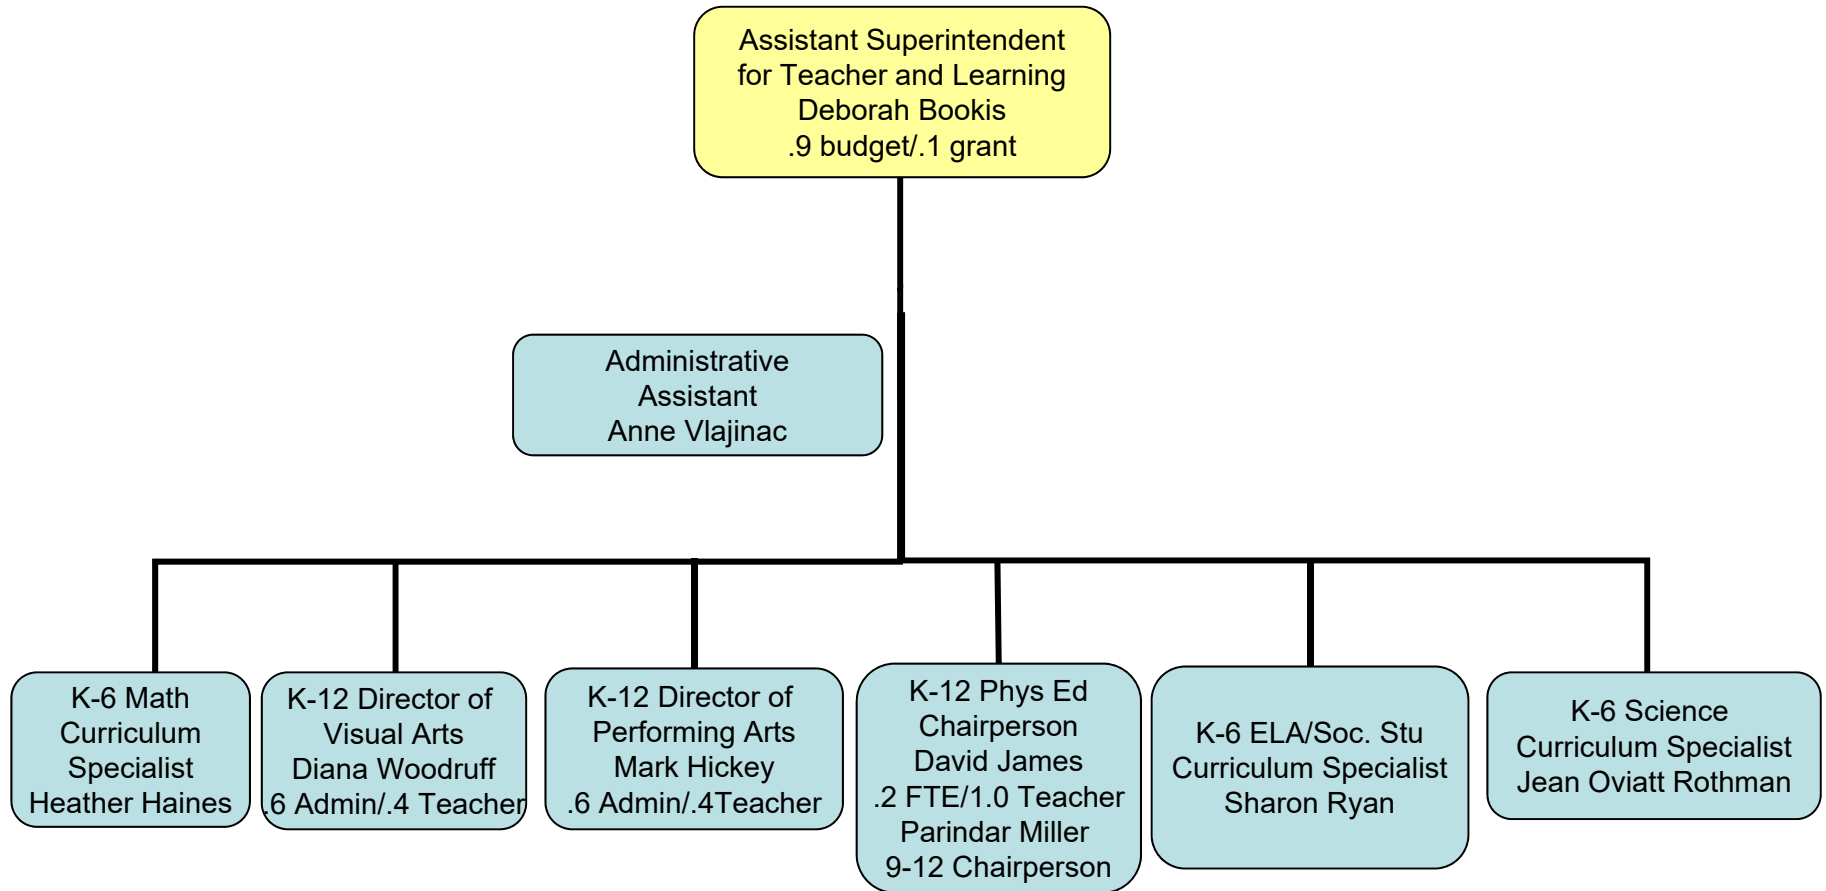 Assistant Superintendent
for Teacher and Learning
Deborah Bookis
.9 budget/.1 grant
Administrative
Assistant
Anne Vlajinac
K-6 Math
Curriculum
Specialist
Heather Haines
K-12 Director of
Visual Arts
Diana Woodruff
.6 Admin/.4 Teacher
K-12 Director of
Performing Arts
Mark Hickey
.6 Admin/.4Teacher
K-12 Phys Ed
Chairperson
David James
.2 FTE/1.0 Teacher
Parindar Miller
9-12 Chairperson
K-6 ELA/Soc. Stu
Curriculum Specialist
Sharon Ryan
K-6 Science
Curriculum Specialist
Jean Oviatt Rothman